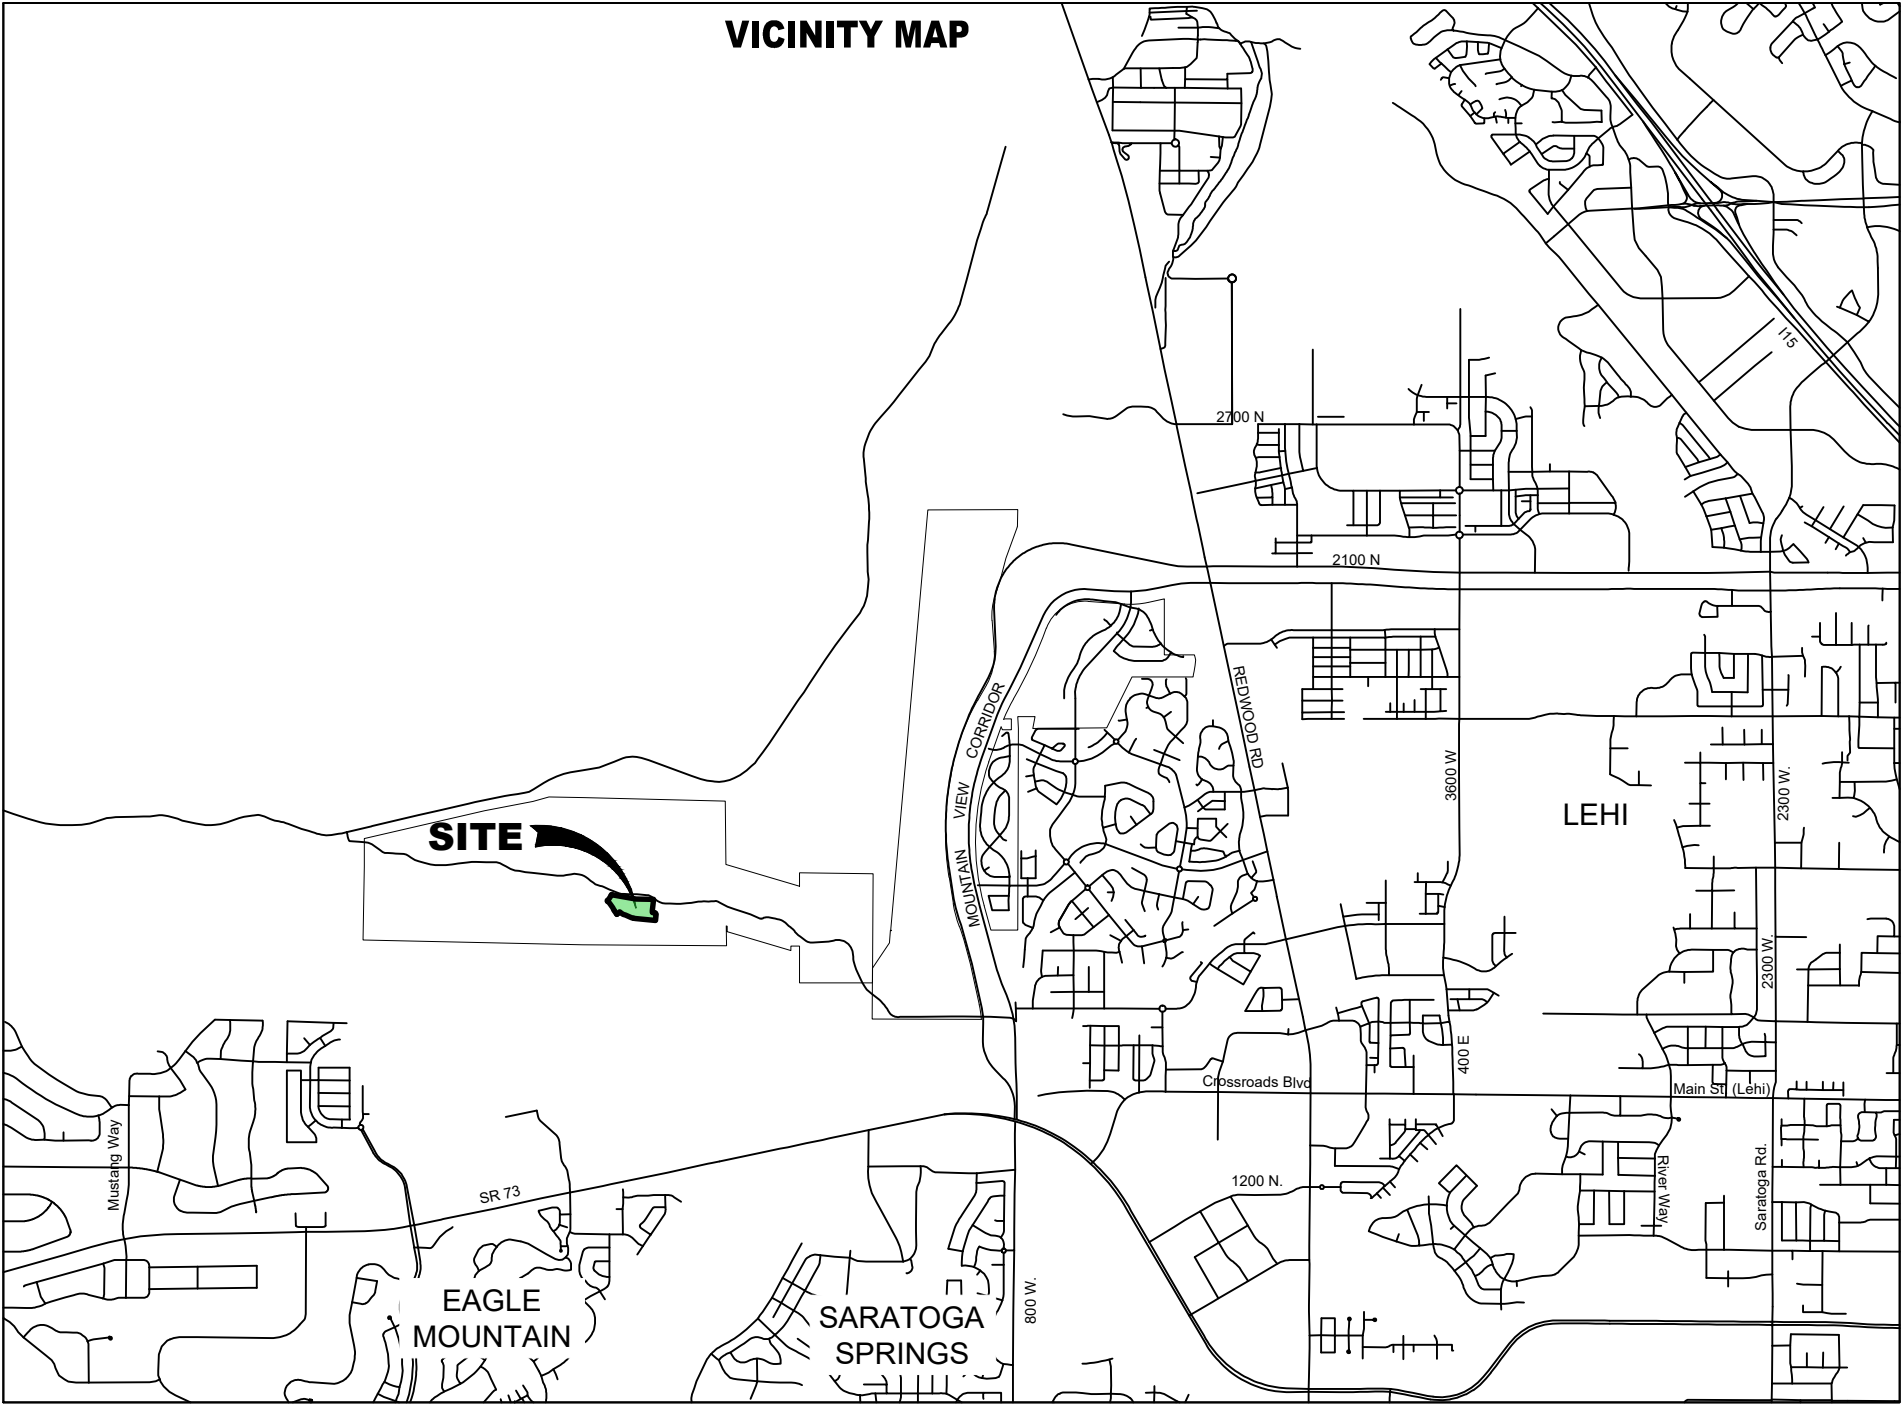 VICINITY MAP
I15
2700 N
2100 N
REDWOOD RD
MOUNTAIN VIEW CORRIDOR
3600 W
2300 W.
LEHI
SITE
2300 W.
400 E
Crossroads Blvd
Main St. (Lehi)
Mustang Way
SR 73
1200 N.
River Way
Saratoga Rd.
800 W.
EAGLE
MOUNTAIN
SARATOGA
SPRINGS